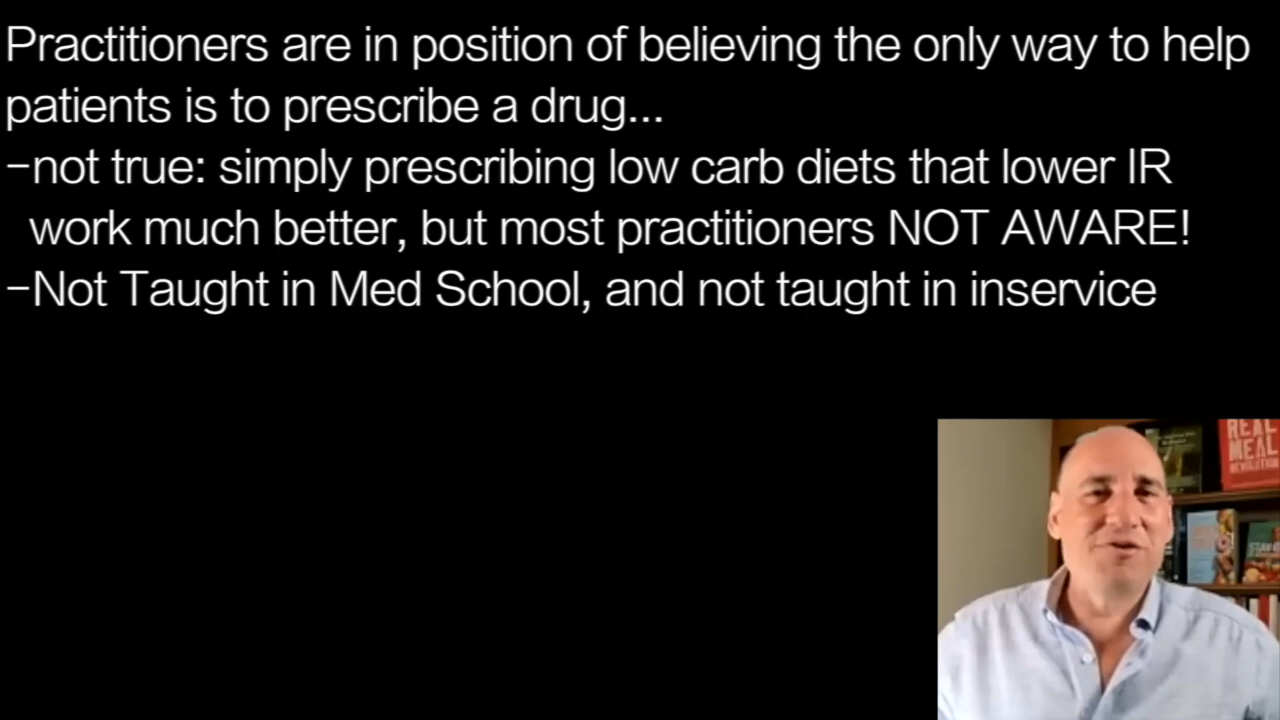 Practitioners are in position of believing the only way to help
patients is to prescribe a drug...
−not true: simply prescribing low carb diets that lower IR
work much better, but most practitioners NOT AWARE!
−Not Taught in Med School, and not taught in inservice
REAL
MEAL
REVOLUTION